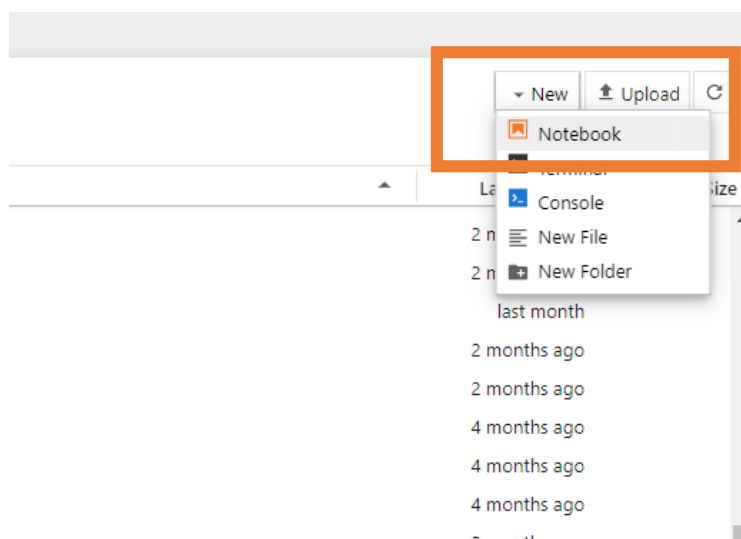 New Upload
Notebook
Terminal
Console
New File
New Folder
2 m
2 m
last month
2 months ago
2 months ago
4 months ago
4 months ago
4 months ago